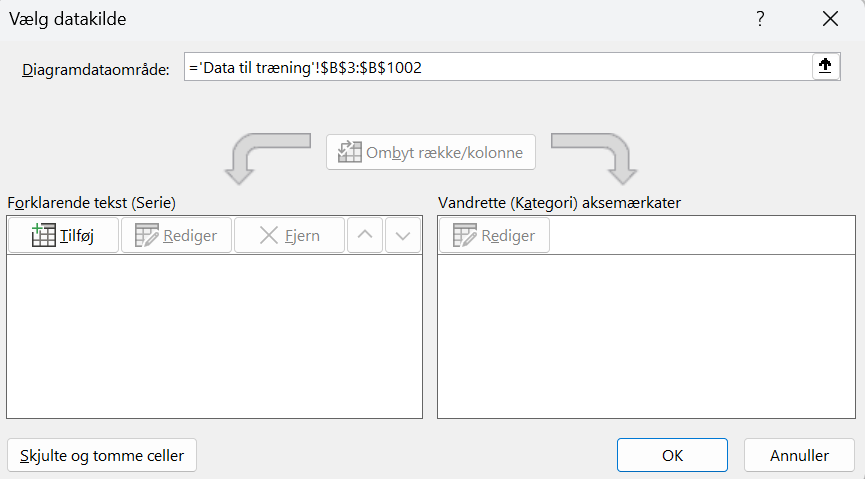 Vælg datakilde
?
Diagramdataområde:
='Data til træning'!$B$3:$B$1002
Ombyt række/kolonne
Forklarende tekst (Serie)
Tilføj
Rediger
Fjern
Vandrette (Kategori) aksemærkater
Rediger
Skjulte og tomme celler
OK
Annuller